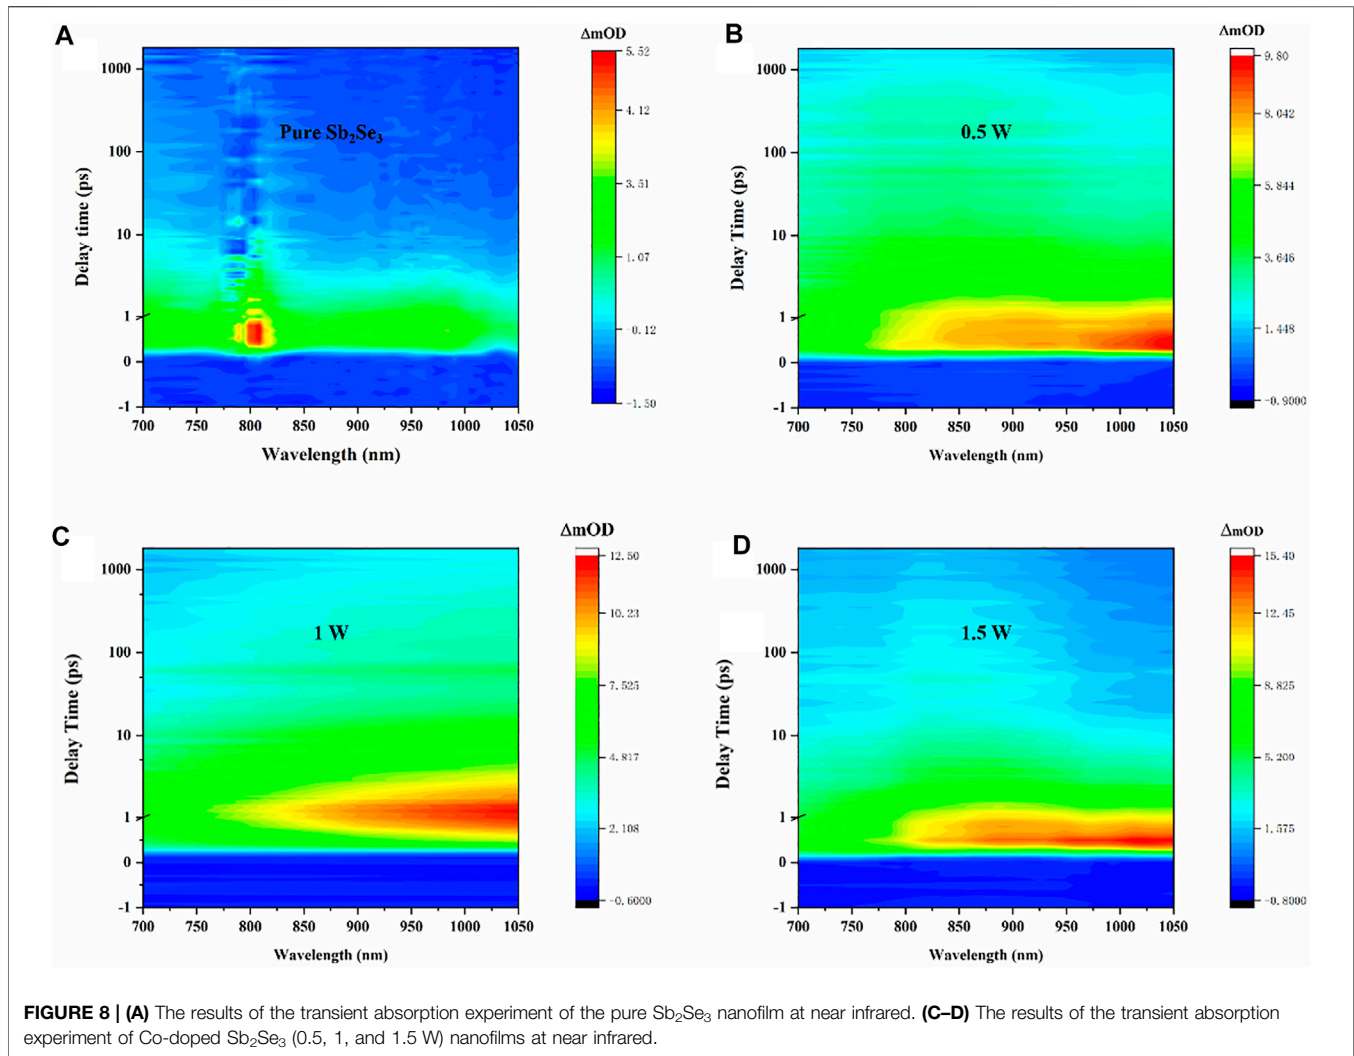 A
ΔmOD
5.52
4.12
3.51
1.07
-0.12
-1.50
Pure Sb₂Se₃
Delay time (ps)
1000
100
10
1
0
-1
700 750 800 850 900 950 1000 1050
Wavelength (nm)
B
ΔmOD
9.80
8.042
5.844
3.646
1.448
-0.9000
0.5 W
Delay Time (ps)
1000
100
10
1
0
-1
700 750 800 850 900 950 1000 1050
Wavelength (nm)
C
ΔmOD
12.50
10.23
7.525
4.817
2.108
-0.6000
1 W
Delay Time (ps)
1000
100
10
1
0
-1
700 750 800 850 900 950 1000 1050
Wavelength (nm)
D
ΔmOD
15.40
12.45
8.825
5.200
1.575
-0.8000
1.5 W
Delay Time (ps)
1000
100
10
1
0
-1
700 750 800 850 900 950 1000 1050
Wavelength (nm)
FIGURE 8 | (A) The results of the transient absorption experiment of the pure Sb₂Se₃ nanofilm at near infrared. (C–D) The results of the transient absorption
experiment of Co-doped Sb₂Se₃ (0.5, 1, and 1.5 W) nanofilms at near infrared.